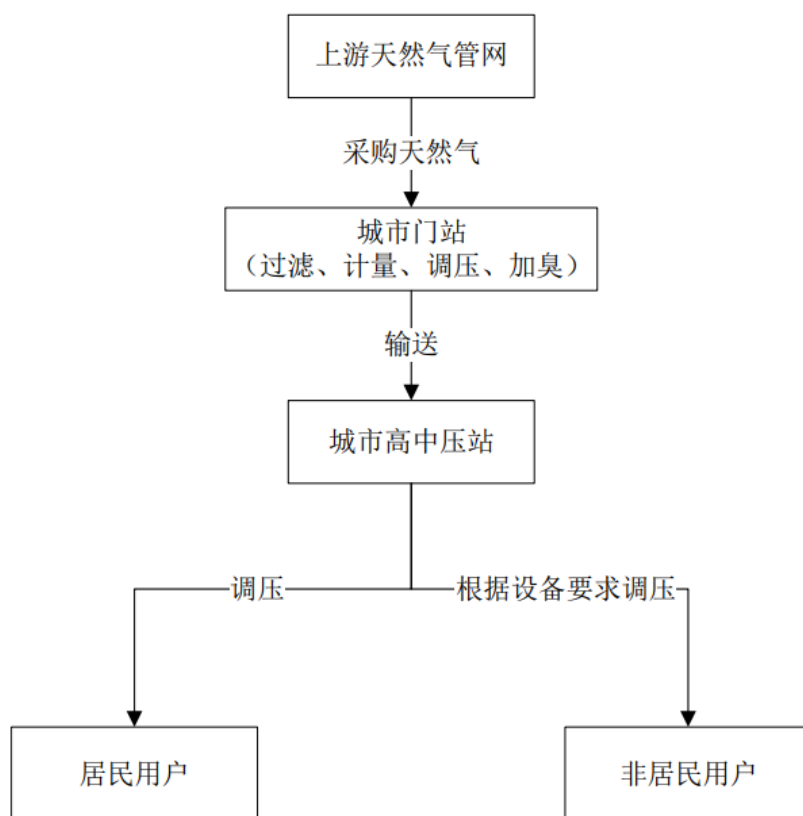 上游天然气管网
采购天然气
城市门站
（过滤、计量、调压、加臭）
输送
城市高中压站
调压
根据设备要求调压
居民用户
非居民用户